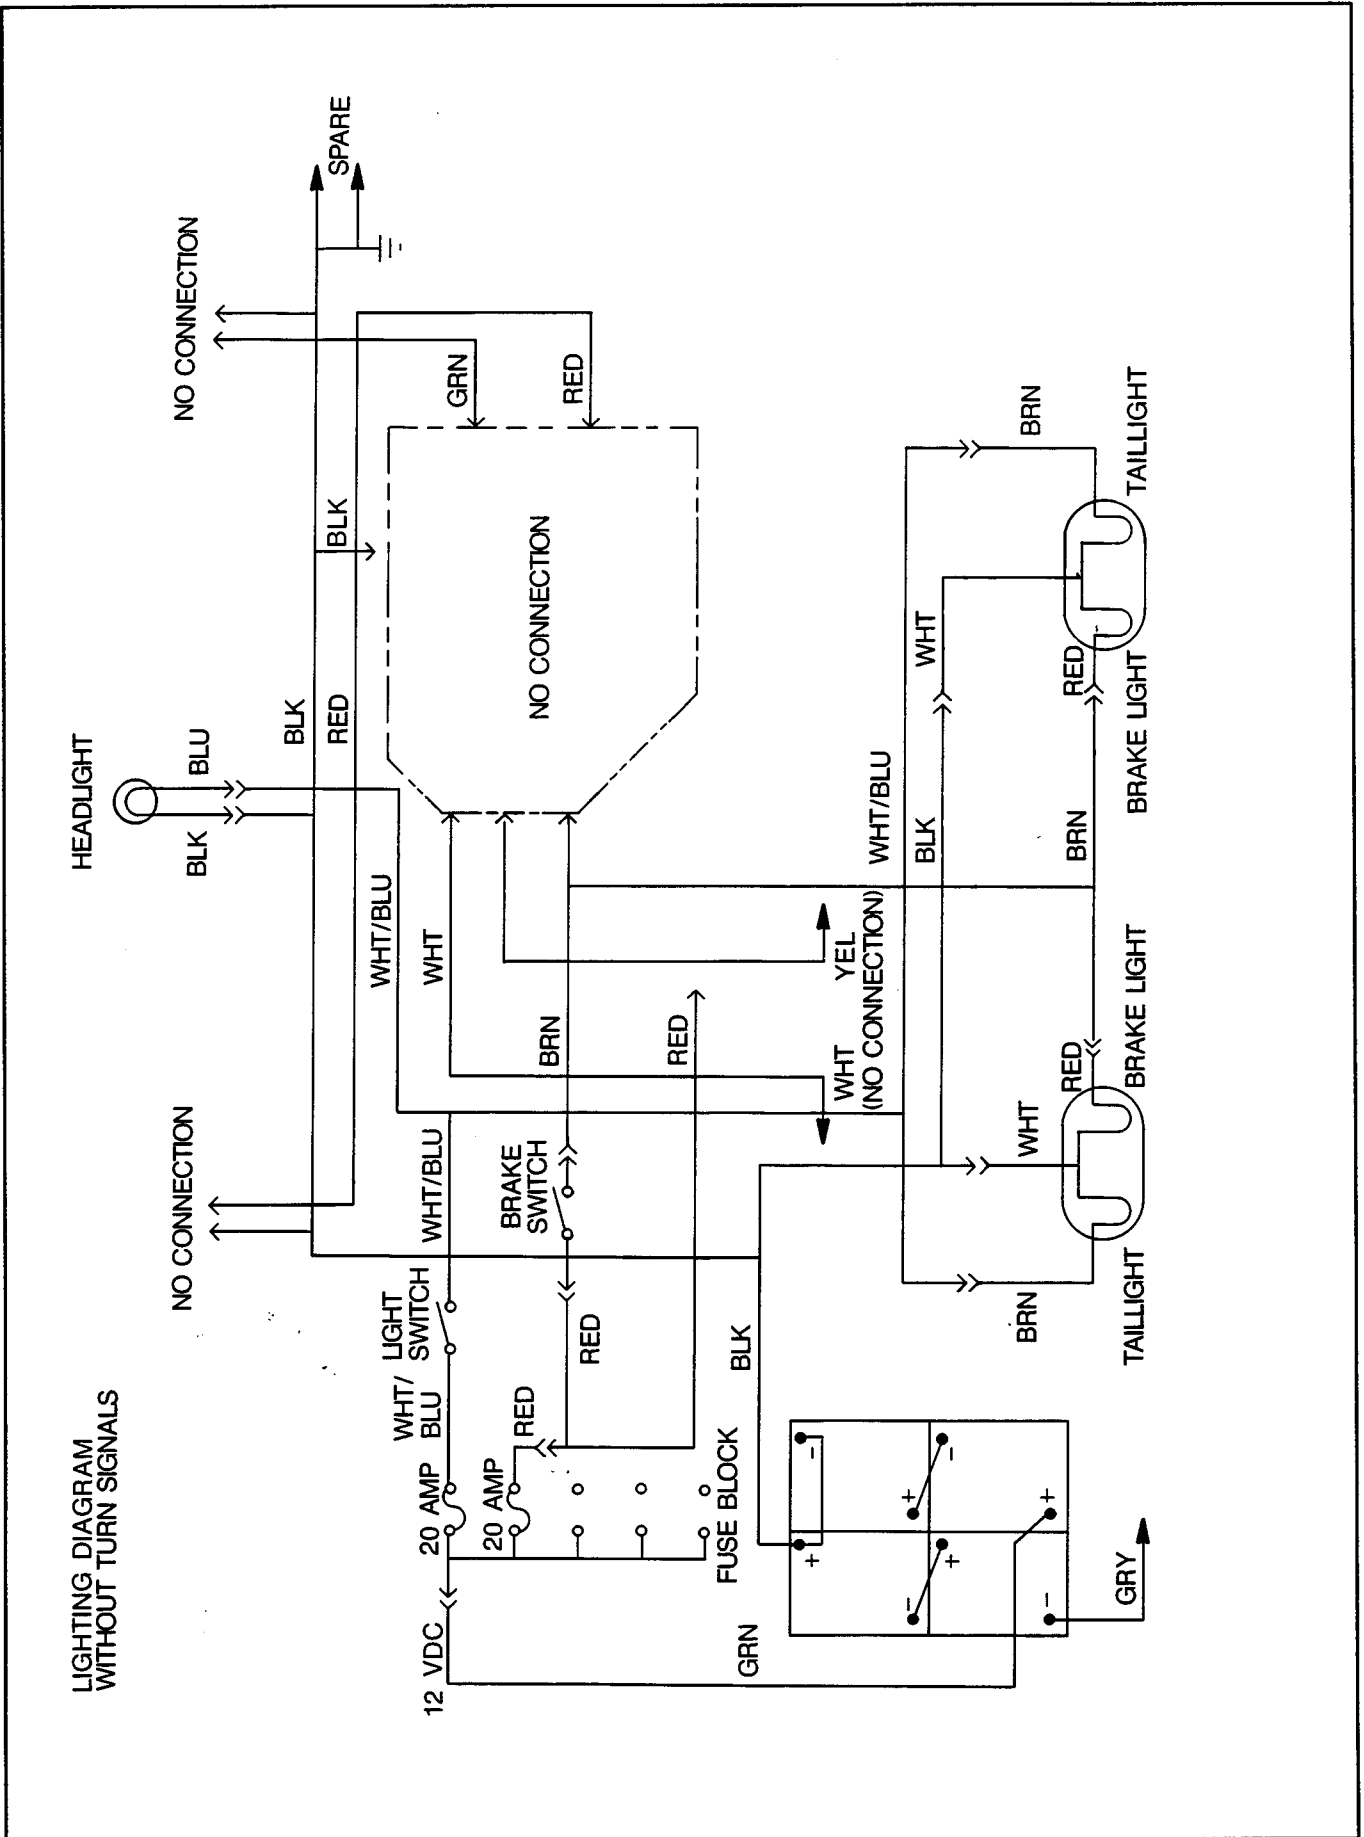 LIGHTING DIAGRAM
WITHOUT TURN SIGNALS
NO CONNECTION
HEADLIGHT
BLK
BLU
NO CONNECTION
SPARE
BLK
RED
BLK
GRN
RED
NO CONNECTION
WHT/BLU
WHT
12 VDC
20 AMP
WHT/
BLU
LIGHT
SWITCH
WHT/BLU
20 AMP
RED
RED
BRAKE
SWITCH
BRN
RED
FUSE BLOCK
WHT
(NO CONNECTION)
YEL
WHT/BLU
GRN
BLK
BLK
WHT
+
-
-
+
+
-
-
+
GRY
BRN
WHT
RED
BRN
RED
BRN
TAILLIGHT
BRAKE LIGHT
BRAKE LIGHT
TAILLIGHT